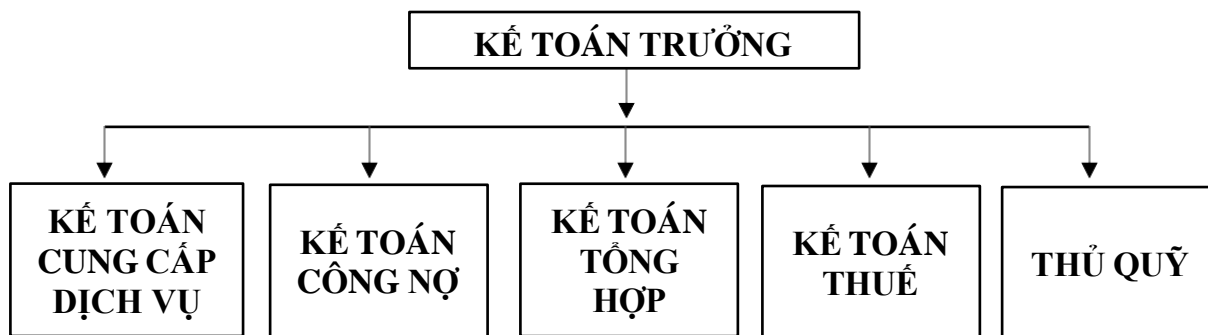 KẾ TOÁN TRƯỞNG
KẾ TOÁN
CUNG CẤP
DỊCH VỤ
KẾ TOÁN
CÔNG NỢ
KẾ TOÁN
TỔNG
HỢP
KẾ TOÁN
THUẾ
THỦ QUỸ